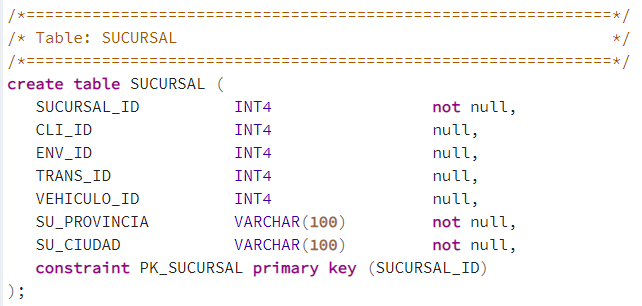 /*==============================================================*/
/* Table: SUCURSAL                                              */
/*==============================================================*/
create table SUCURSAL (
   SUCURSAL_ID          INT4                 not null,
   CLI_ID               INT4                 null,
   ENV_ID               INT4                 null,
   TRANS_ID             INT4                 null,
   VEHICULO_ID          INT4                 null,
   SU_PROVINCIA         VARCHAR(100)         not null,
   SU_CIUDAD            VARCHAR(100)         not null,
   constraint PK_SUCURSAL primary key (SUCURSAL_ID)
);